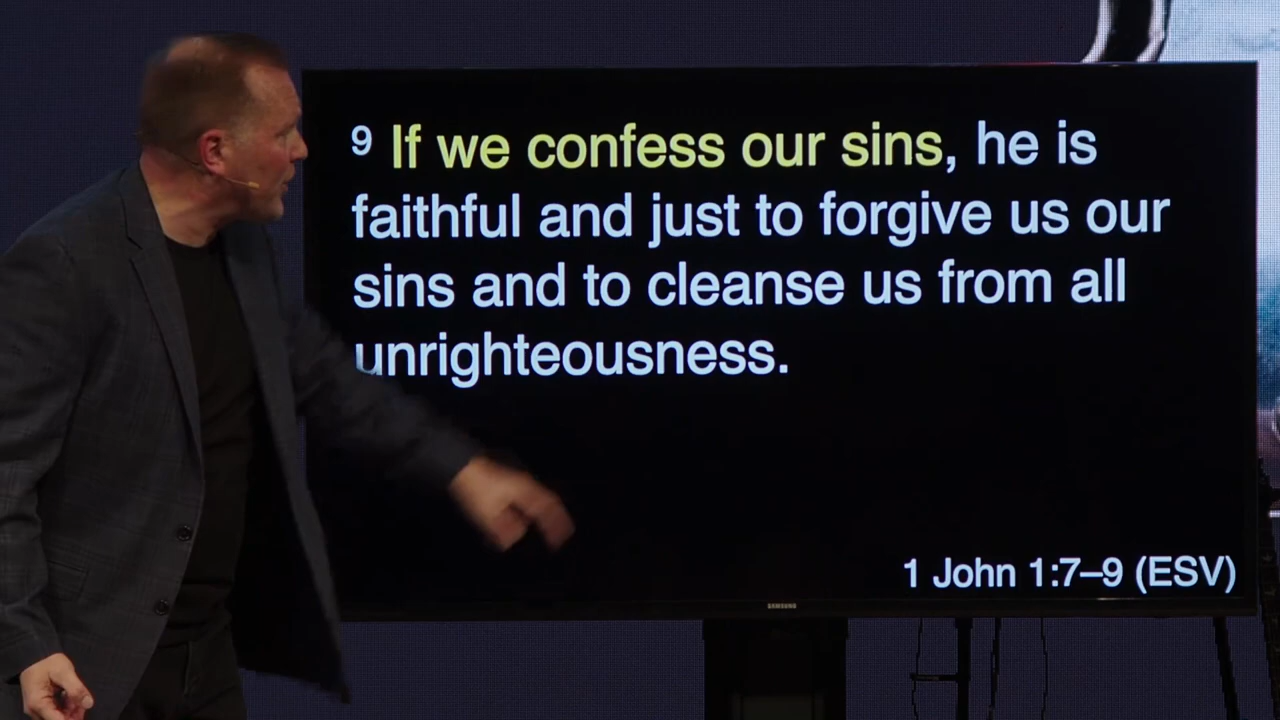 9 If we confess our sins, he is
faithful and just to forgive us our
sins and to cleanse us from all
unrighteousness.
1 John 1:7–9 (ESV)
SAMSUNG